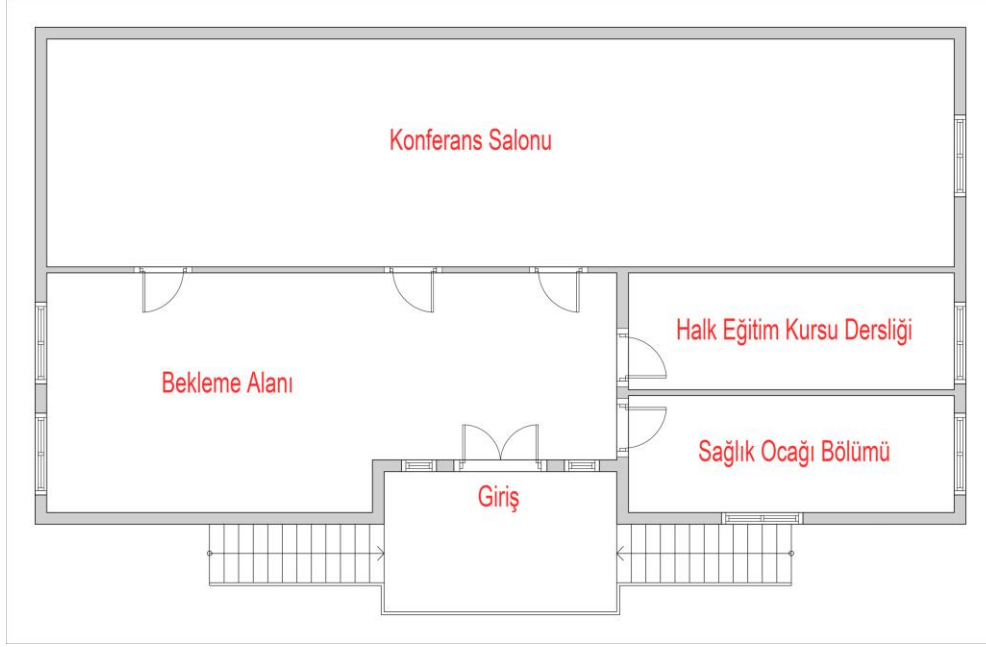 Konferans Salonu
Halk Eğitim Kursu Dersliği
Bekleme Alanı
Sağlık Ocağı Bölümü
Giriş